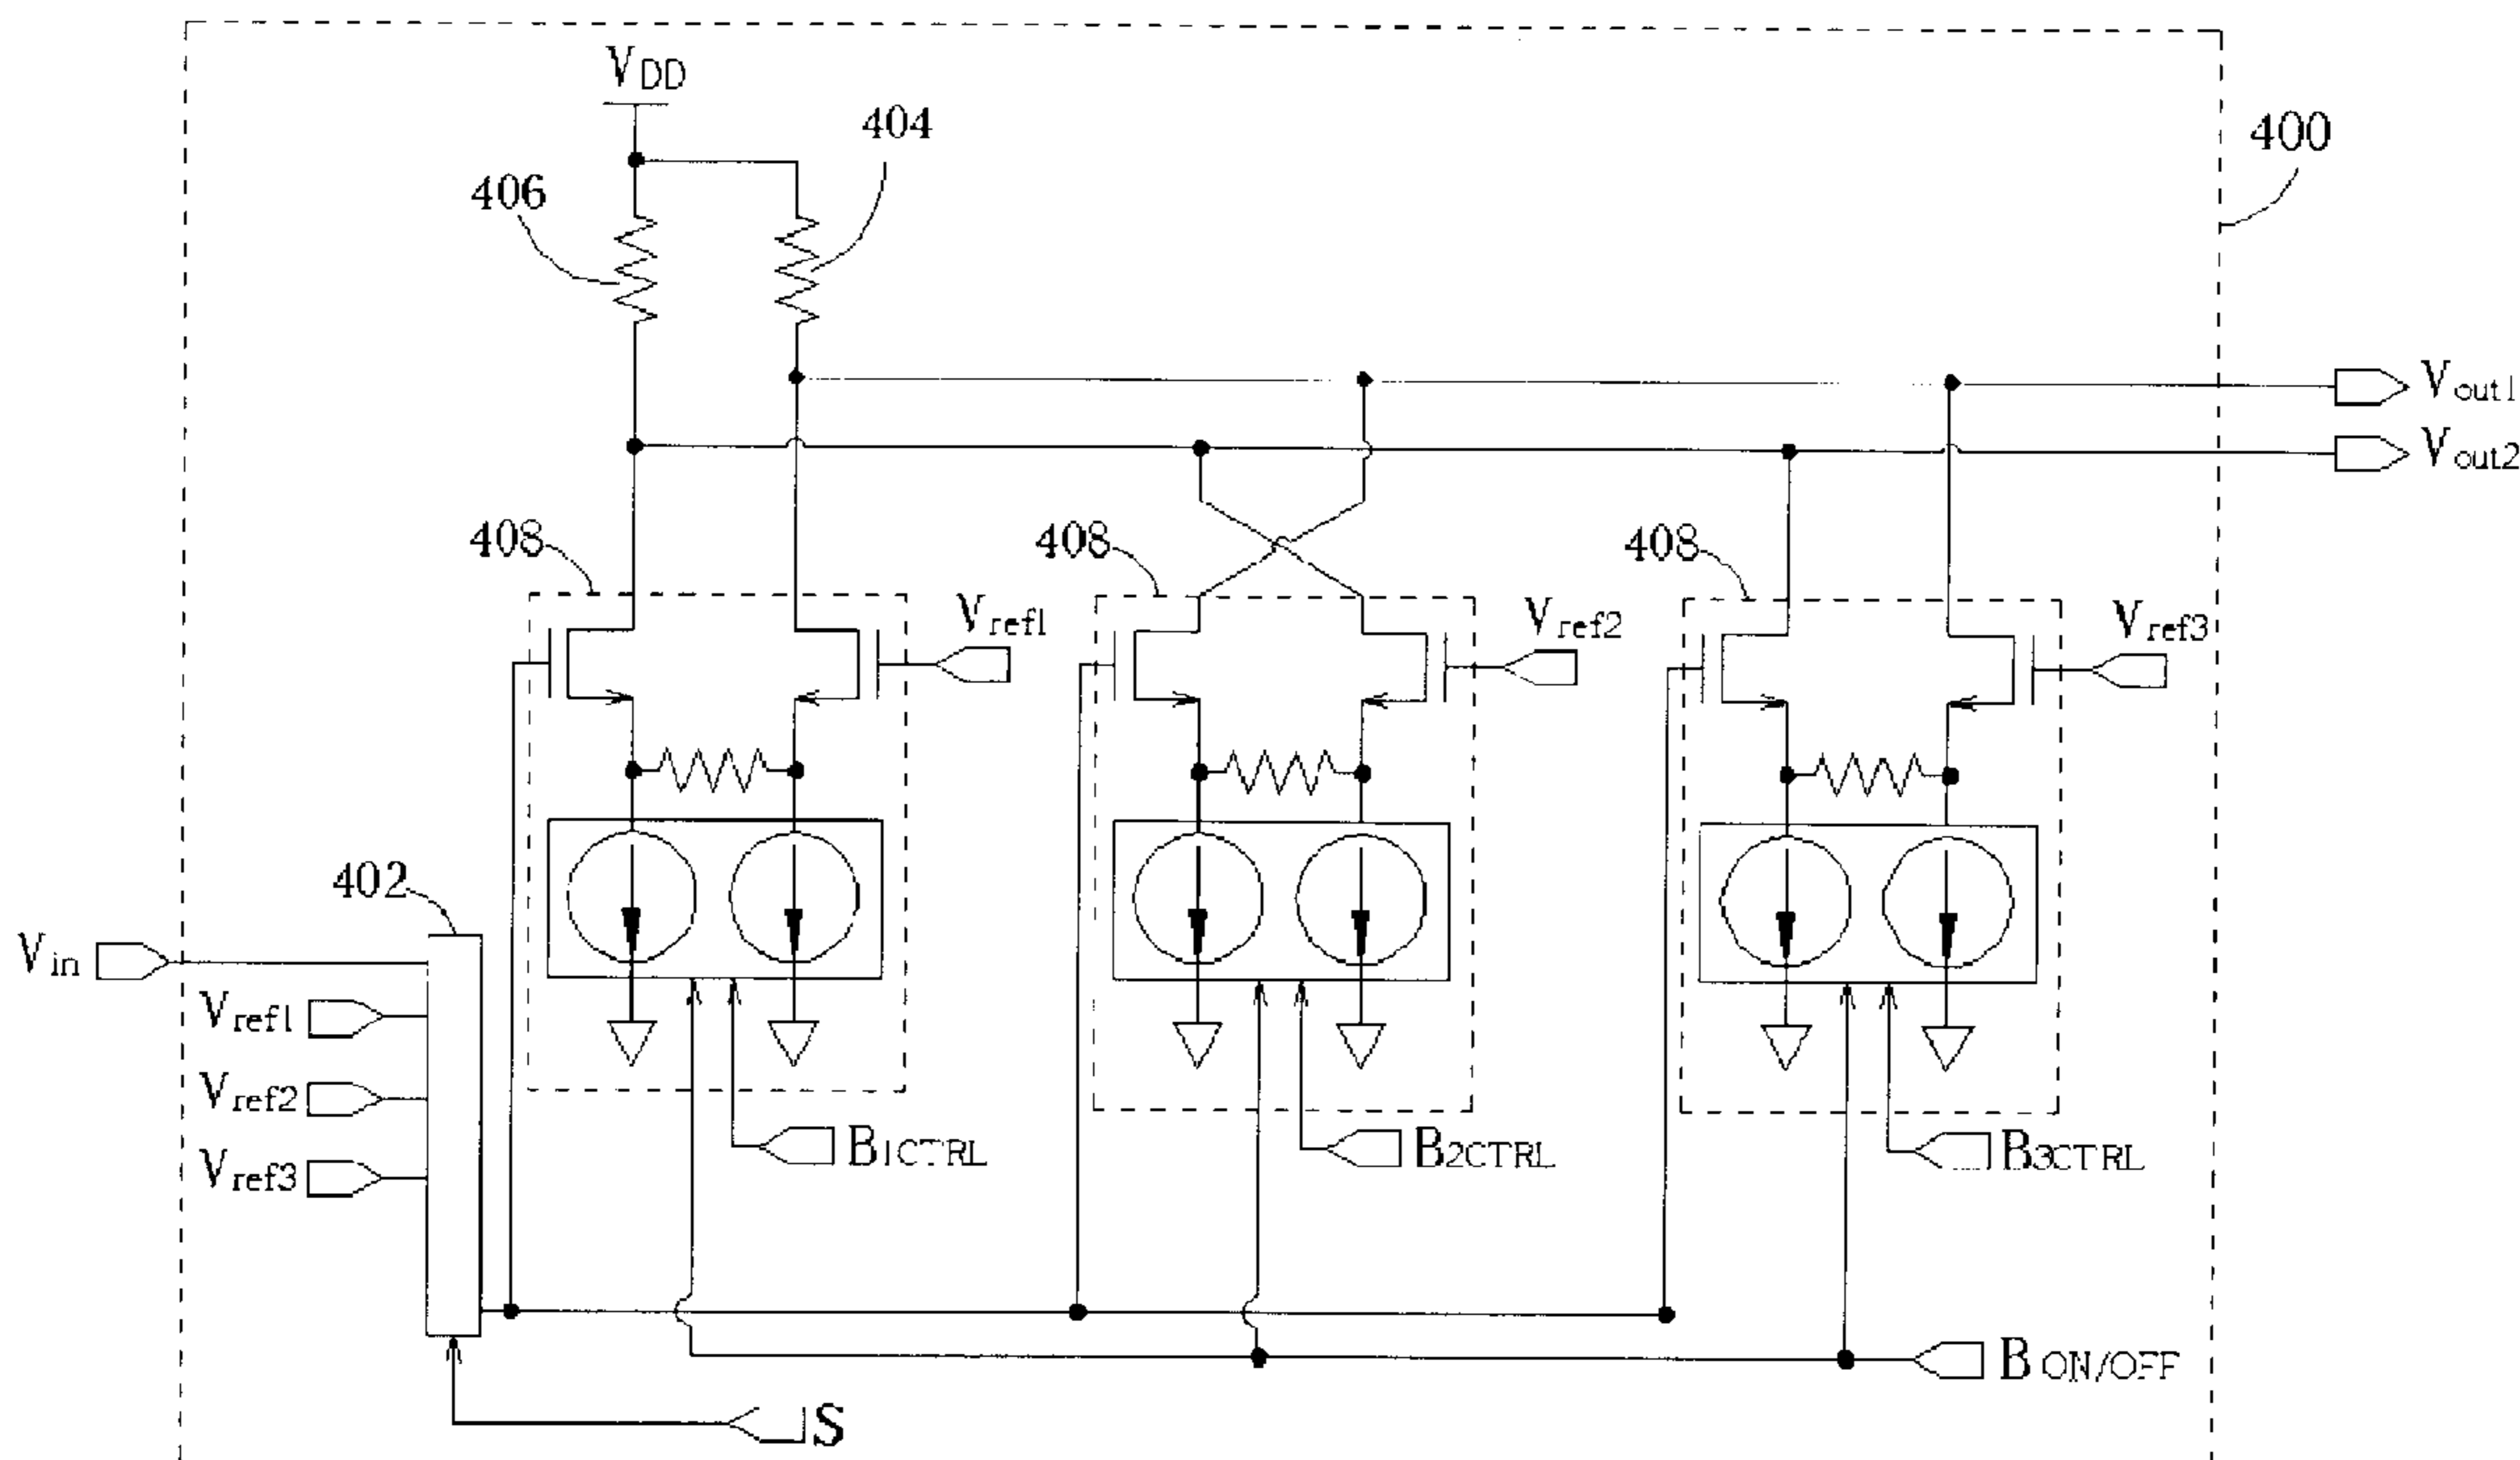 VDD
404
400
406
Vout1
Vout2
408
408
408
Vref1
Vref2
Vref3
402
Vin
Vref1
Vref2
Vref3
B1CTRL
B2CTRL
B3CTRL
BON/OFF
S